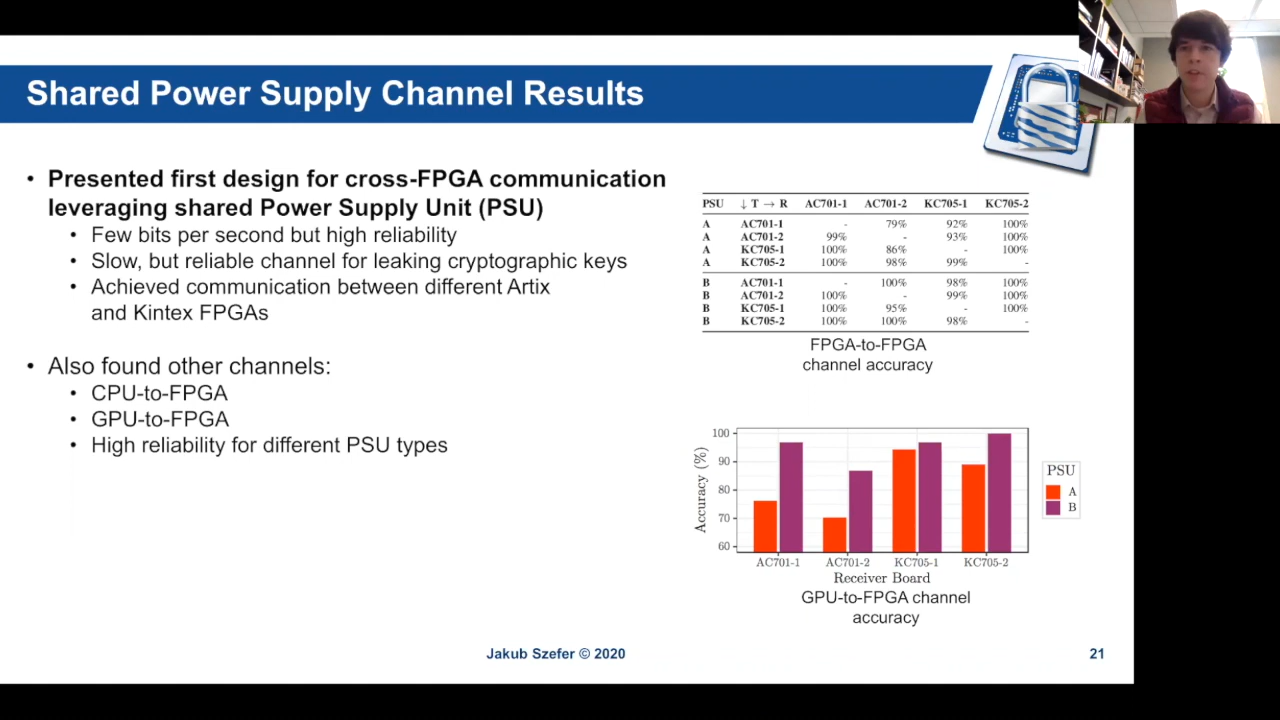 Shared Power Supply Channel Results
• Presented first design for cross-FPGA communication
leveraging shared Power Supply Unit (PSU)
• Few bits per second but high reliability
• Slow, but reliable channel for leaking cryptographic keys
• Achieved communication between different Artix
and Kintex FPGAs
• Also found other channels:
• CPU-to-FPGA
• GPU-to-FPGA
• High reliability for different PSU types
PSU ↓ T → R AC701-1 AC701-2 KC705-1 KC705-2
A AC701-1 - 79% 92% 100%
A AC701-2 99% - 93% 100%
A KC705-1 100% 86% - 100%
A KC705-2 100% 98% 99% -
B AC701-1 - 100% 98% 100%
B AC701-2 100% - 99% 100%
B KC705-1 100% 95% - 100%
B KC705-2 100% 100% 98% -
FPGA-to-FPGA
channel accuracy
Accuracy (%)
100
90
80
70
60
AC701-1 AC701-2 KC705-1 KC705-2
Receiver Board
PSU
A
B
GPU-to-FPGA channel
accuracy
Jakub Szefer © 2020
21